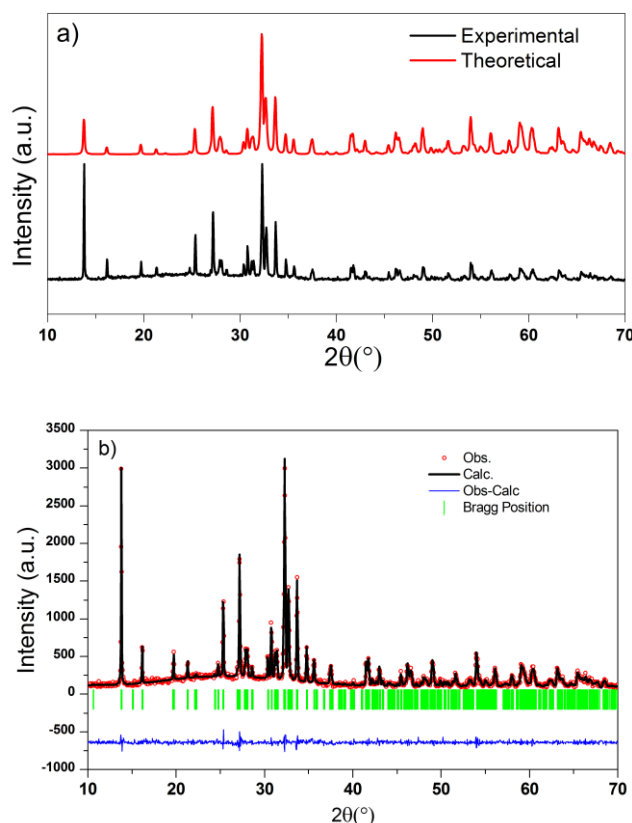 a)
Experimental
Theoretical
Intensity (a.u.)
10 20 30 40 50 60 70
2θ(°)
b)
3500
3000
2500
2000
1500
1000
500
0
-500
-1000
Obs.
Calc.
Obs-Calc
Bragg Position
Intensity (a.u.)
10 20 30 40 50 60 70
2θ(°)